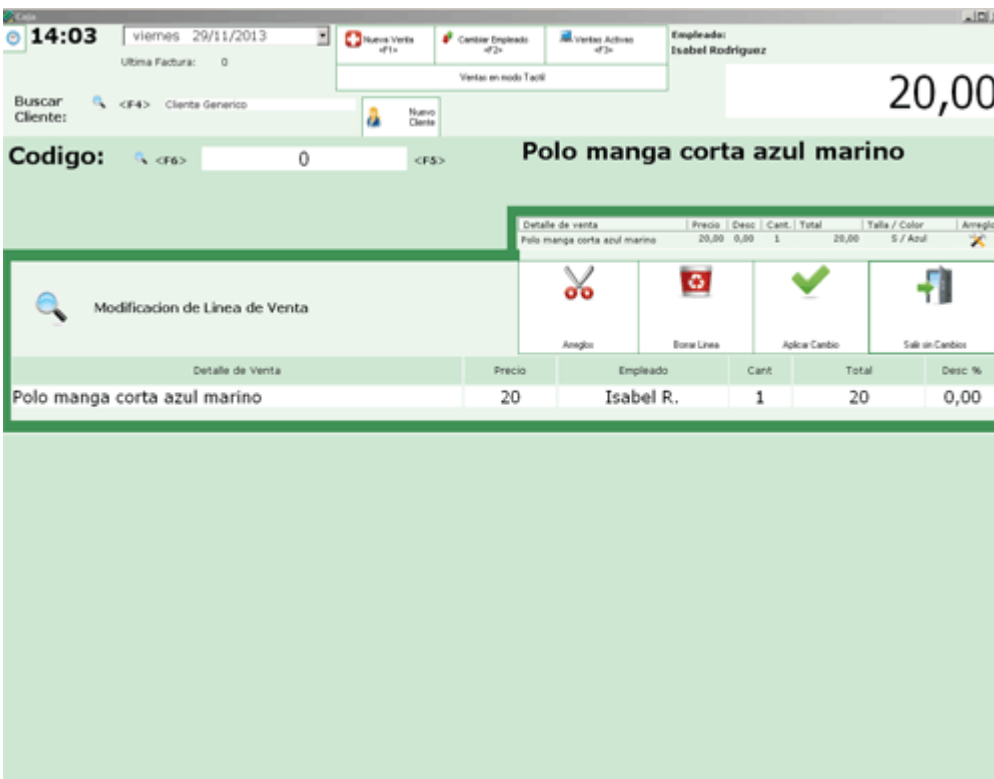 Caja
14:03
viernes 29/11/2013
Ultima Factura: 0
Nueva Venta
<F1>
Cambiar Empleado
<F2>
Ventas Activas
<F3>
Ventas en modo Tactil
Empleado:
Isabel Rodriguez
20,00
Buscar
Cliente:
<F4> Cliente Generico
Nuevo
Cliente
Codigo:
<F6> 0 <F5>
Polo manga corta azul marino
Detalle de venta Precio Desc Cant. Total Talla / Color Arreglo
Polo manga corta azul marino 20,00 0,00 1 20,00 S / Azul
Modificacion de Linea de Venta
Arreglos
Borrar Linea
Aplicar Cambio
Salir sin Cambios
Detalle de Venta Precio Empleado Cant Total Desc %
Polo manga corta azul marino 20 Isabel R. 1 20 0,00